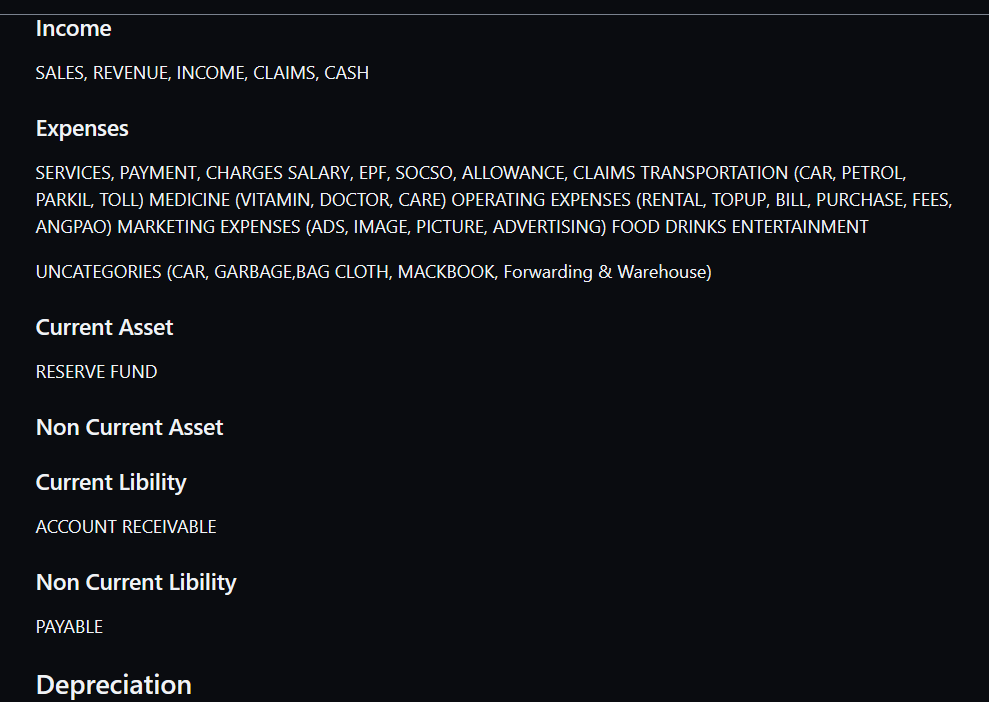 Income
SALES, REVENUE, INCOME, CLAIMS, CASH
Expenses
SERVICES, PAYMENT, CHARGES SALARY, EPF, SOCSO, ALLOWANCE, CLAIMS TRANSPORTATION (CAR, PETROL,
PARKIL, TOLL) MEDICINE (VITAMIN, DOCTOR, CARE) OPERATING EXPENSES (RENTAL, TOPUP, BILL, PURCHASE, FEES,
ANGPAO) MARKETING EXPENSES (ADS, IMAGE, PICTURE, ADVERTISING) FOOD DRINKS ENTERTAINMENT
UNCATEGORIES (CAR, GARBAGE,BAG CLOTH, MACKBOOK, Forwarding & Warehouse)
Current Asset
RESERVE FUND
Non Current Asset
Current Libility
ACCOUNT RECEIVABLE
Non Current Libility
PAYABLE
Depreciation